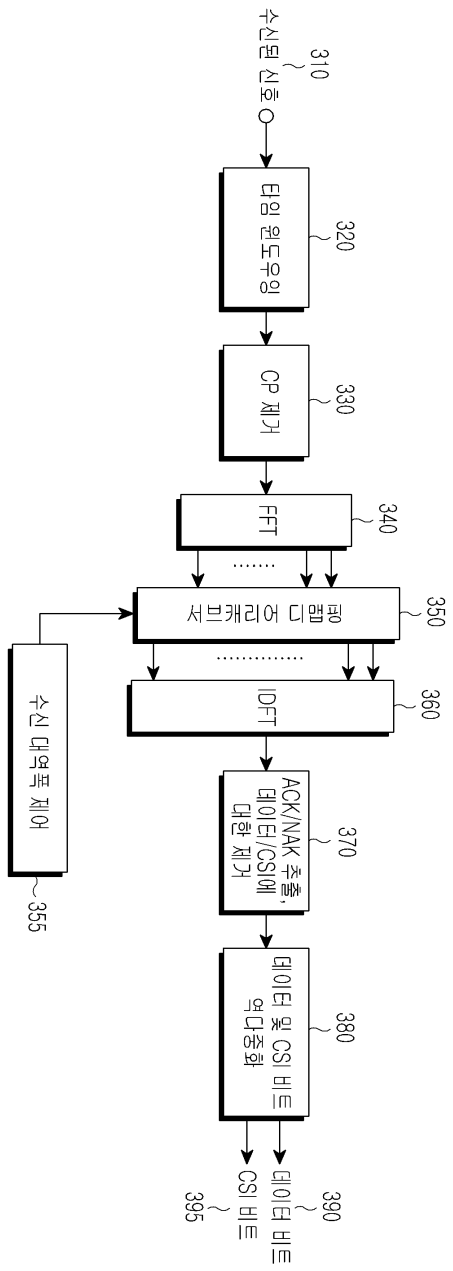 310
수신된 신호
320
타임 윈도우잉
330
CP 제거
340
FFT
350
서브캐리어 디맵핑
355
수신 대역폭 제어
360
IDFT
370
ACK/NAK 추출,
데이터/CSI에
대한 제거
380
데이터 및 CSI 비트
역다중화
390
데이터 비트
CSI 비트
395